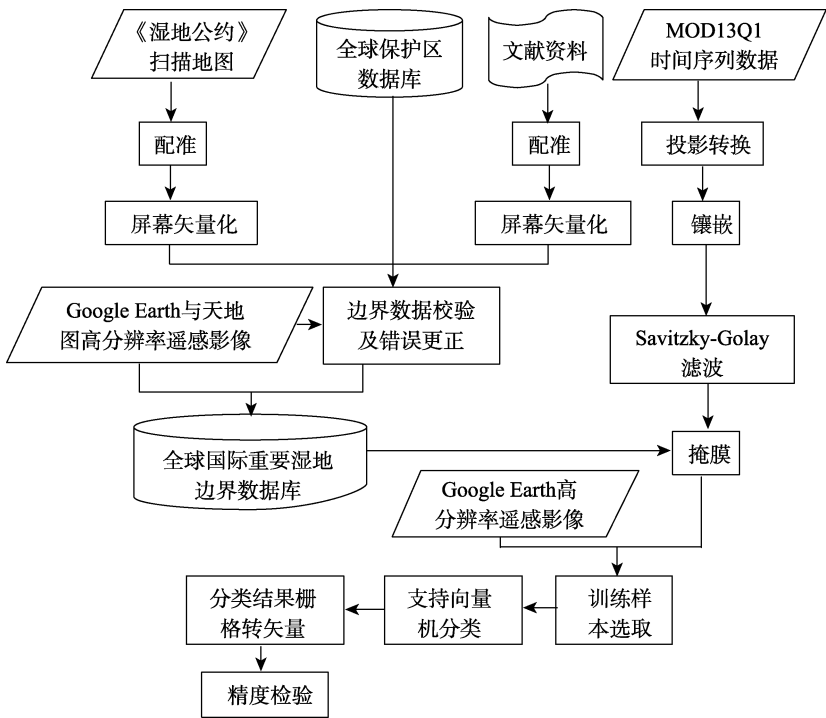 《湿地公约》
扫描地图
全球保护区
数据库
文献资料
MOD13Q1
时间序列数据
配准
配准
投影转换
屏幕矢量化
屏幕矢量化
镶嵌
Google Earth与天地
图高分辨率遥感影像
边界数据校验
及错误更正
Savitzky-Golay
滤波
全球国际重要湿地
边界数据库
掩膜
Google Earth高
分辨率遥感影像
分类结果栅
格转矢量
支持向量
机分类
训练样
本选取
精度检验